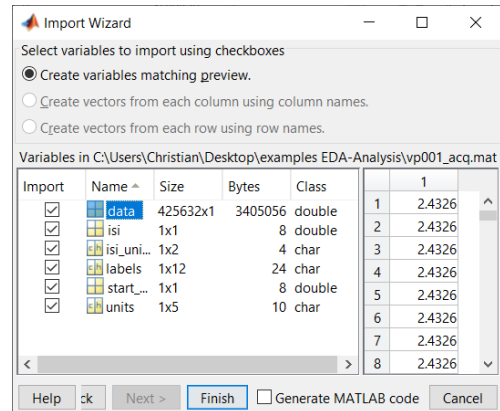 Import Wizard
Select variables to import using checkboxes
Create variables matching preview.
Create vectors from each column using column names.
Create vectors from each row using row names.
Variables in C:\Users\Christian\Desktop\examples EDA-Analysis\vp001_acq.mat
Import Name Size Bytes Class
data 425632x1 3405056 double
isi 1x1 8 double
isi_uni... 1x2 4 char
labels 1x12 24 char
start_... 1x1 8 double
units 1x5 10 char
1
1 2.4326
2 2.4326
3 2.4326
4 2.4326
5 2.4326
6 2.4326
7 2.4326
8 2.4326
Help ck Next > Finish Generate MATLAB code Cancel